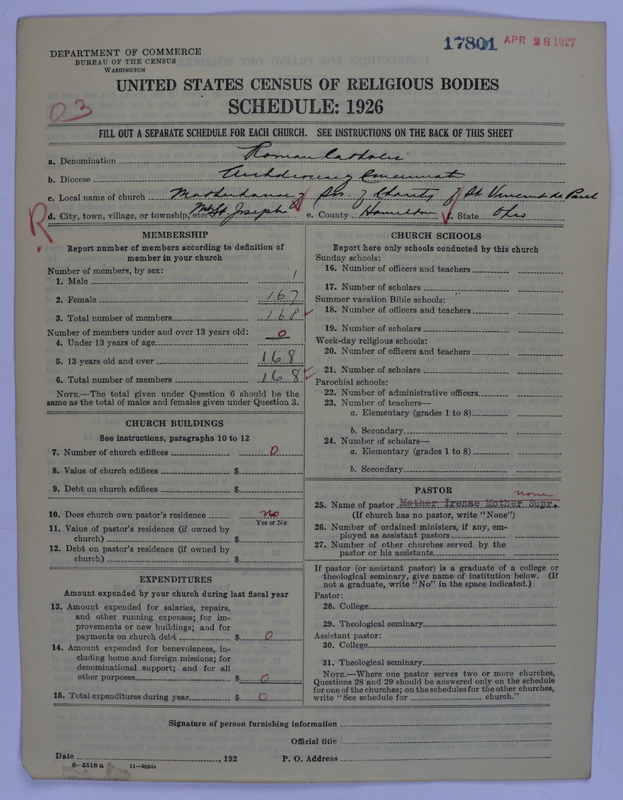 17801 APR 28 1927
DEPARTMENT OF COMMERCE
BUREAU OF THE CENSUS
WASHINGTON
UNITED STATES CENSUS OF RELIGIOUS BODIES
SCHEDULE: 1926
03
FILL OUT A SEPARATE SCHEDULE FOR EACH CHURCH. SEE INSTRUCTIONS ON THE BACK OF THIS SHEET
a. Denomination Roman Catholic
b. Diocese Archdiocese Cincinnati
c. Local name of church Motherhouse of Srs. of Charity of St Vincent de Paul
d. City, town, village, or township, etc. Mt St Joseph e. County Hamilton f. State Ohio
R
MEMBERSHIP
Report number of members according to definition of
member in your church
Number of members, by sex:
1. Male 1
2. Female 167
3. Total number of members 168
Number of members under and over 13 years old:
4. Under 13 years of age 0
5. 13 years old and over 168
6. Total number of members 168
NOTE.—The total given under Question 6 should be
same as the total of males and females given under Question 3.
CHURCH BUILDINGS
See instructions, paragraphs 10 to 12
7. Number of church edifices 0
8. Value of church edifices $
9. Debt on church edifices $
10. Does church own pastor's residence no
Yes or No
11. Value of pastor's residence (if owned by
church) $
12. Debt on pastor's residence (if owned by
church) $
EXPENDITURES
Amount expended by your church during last fiscal year
13. Amount expended for salaries, repairs,
and other running expenses; for im-
provements or new buildings; and for
payments on church debt $ 0
14. Amount expended for benevolences, in-
cluding home and foreign missions; for
denominational support; and for all
other purposes $ 0
15. Total expenditures during year $ 0
CHURCH SCHOOLS
Report here only schools conducted by this church
Sunday schools:
16. Number of officers and teachers
17. Number of scholars
Summer vacation Bible schools:
18. Number of officers and teachers
19. Number of scholars
Week-day religious schools:
20. Number of officers and teachers
21. Number of scholars
Parochial schools:
22. Number of administrative officers
23. Number of teachers—
a. Elementary (grades 1 to 8)
b. Secondary
24. Number of scholars—
a. Elementary (grades 1 to 8)
b. Secondary
PASTOR
none
25. Name of pastor Mother Irenae Mother Supr.
(If church has no pastor, write "None")
26. Number of ordained ministers, if any, em-
ployed as assistant pastors
27. Number of other churches served by the
pastor or his assistants
If pastor (or assistant pastor) is a graduate of a college or
theological seminary, give name of institution below. (If
not a graduate, write "No" in the space indicated.)
Pastor:
28. College
29. Theological seminary
Assistant pastor:
30. College
31. Theological seminary
NOTE.—Where one pastor serves two or more churches,
Questions 28 and 29 should be answered only on the schedule
for one of the churches; on the schedules for the other churches,
write "See schedule for church."
Signature of person furnishing information
Official title
Date , 192 P. O. Address
8-5518a 11-9504a